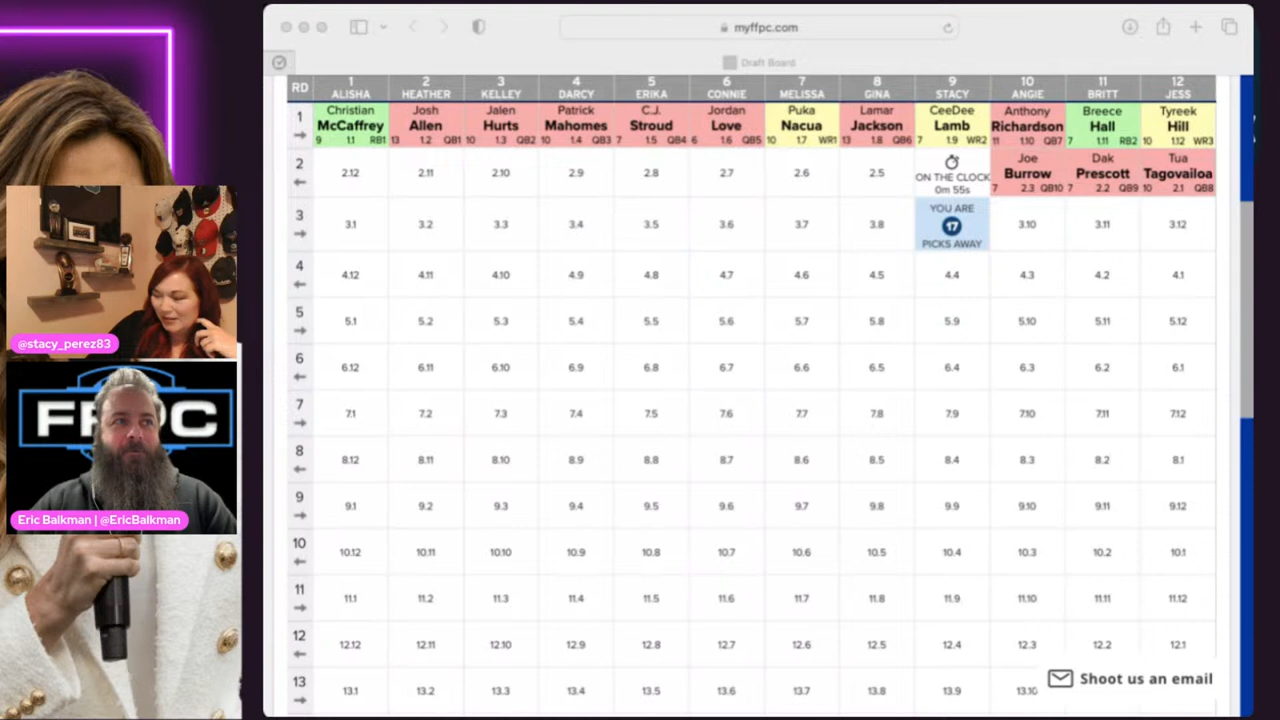 myffpc.com
Draft Board
RD 1 ALISHA 2 HEATHER 3 KELLEY 4 DARCY 5 ERIKA 6 CONNIE 7 MELISSA 8 GINA 9 STACY 10 ANGIE 11 BRITT 12 JESS
1 Christian Josh Jalen Patrick C.J. Jordan Puka Lamar CeeDee Anthony Breece Tyreek
McCaffrey Allen Hurts Mahomes Stroud Love Nacua Jackson Lamb Richardson Hall Hill
9 1.1 RB1 13 1.2 QB1 10 1.3 QB2 10 1.4 QB3 7 1.5 QB4 6 1.6 QB5 10 1.7 WR1 13 1.8 QB6 7 1.9 WR2 11 1.10 QB7 7 1.11 RB2 10 1.12 WR3
2 2.12 2.11 2.10 2.9 2.8 2.7 2.6 2.5 ON THE CLOCK 0m 55s Joe Burrow Dak Prescott Tua Tagovailoa
7 2.3 QB10 7 2.2 QB9 10 2.1 QB8
3 3.1 3.2 3.3 3.4 3.5 3.6 3.7 3.8 YOU ARE 17 PICKS AWAY 3.10 3.11 3.12
4 4.12 4.11 4.10 4.9 4.8 4.7 4.6 4.5 4.4 4.3 4.2 4.1
5 5.1 5.2 5.3 5.4 5.5 5.6 5.7 5.8 5.9 5.10 5.11 5.12
6 6.12 6.11 6.10 6.9 6.8 6.7 6.6 6.5 6.4 6.3 6.2 6.1
7 7.1 7.2 7.3 7.4 7.5 7.6 7.7 7.8 7.9 7.10 7.11 7.12
8 8.12 8.11 8.10 8.9 8.8 8.7 8.6 8.5 8.4 8.3 8.2 8.1
9 9.1 9.2 9.3 9.4 9.5 9.6 9.7 9.8 9.9 9.10 9.11 9.12
10 10.12 10.11 10.10 10.9 10.8 10.7 10.6 10.5 10.4 10.3 10.2 10.1
11 11.1 11.2 11.3 11.4 11.5 11.6 11.7 11.8 11.9 11.10 11.11 11.12
12 12.12 12.11 12.10 12.9 12.8 12.7 12.6 12.5 12.4 12.3 12.2 12.1
13 13.1 13.2 13.3 13.4 13.5 13.6 13.7 13.8 13.9 13.10
Shoot us an email
@stacy_perez83
FFPC
Eric Balkman | @EricBalkman